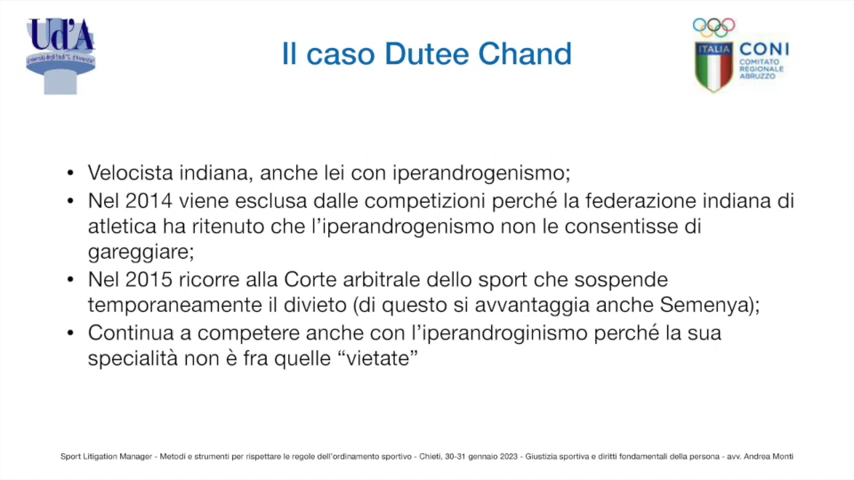 Ud'A
Il caso Dutee Chand
ITALIA
CONI
COMITATO
REGIONALE
ABRUZZO
• Velocista indiana, anche lei con iperandrogenismo;
• Nel 2014 viene esclusa dalle competizioni perché la federazione indiana di
atletica ha ritenuto che l’iperandrogenismo non le consentisse di
gareggiare;
• Nel 2015 ricorre alla Corte arbitrale dello sport che sospende
temporaneamente il divieto (di questo si avvantaggia anche Semenya);
• Continua a competere anche con l’iperandroginismo perché la sua
specialità non è fra quelle “vietate”
Sport Litigation Manager - Metodi e strumenti per rispettare le regole dell'ordinamento sportivo - Chieti, 30-31 gennaio 2023 - Giustizia sportiva e diritti fondamentali della persona - avv. Andrea Monti